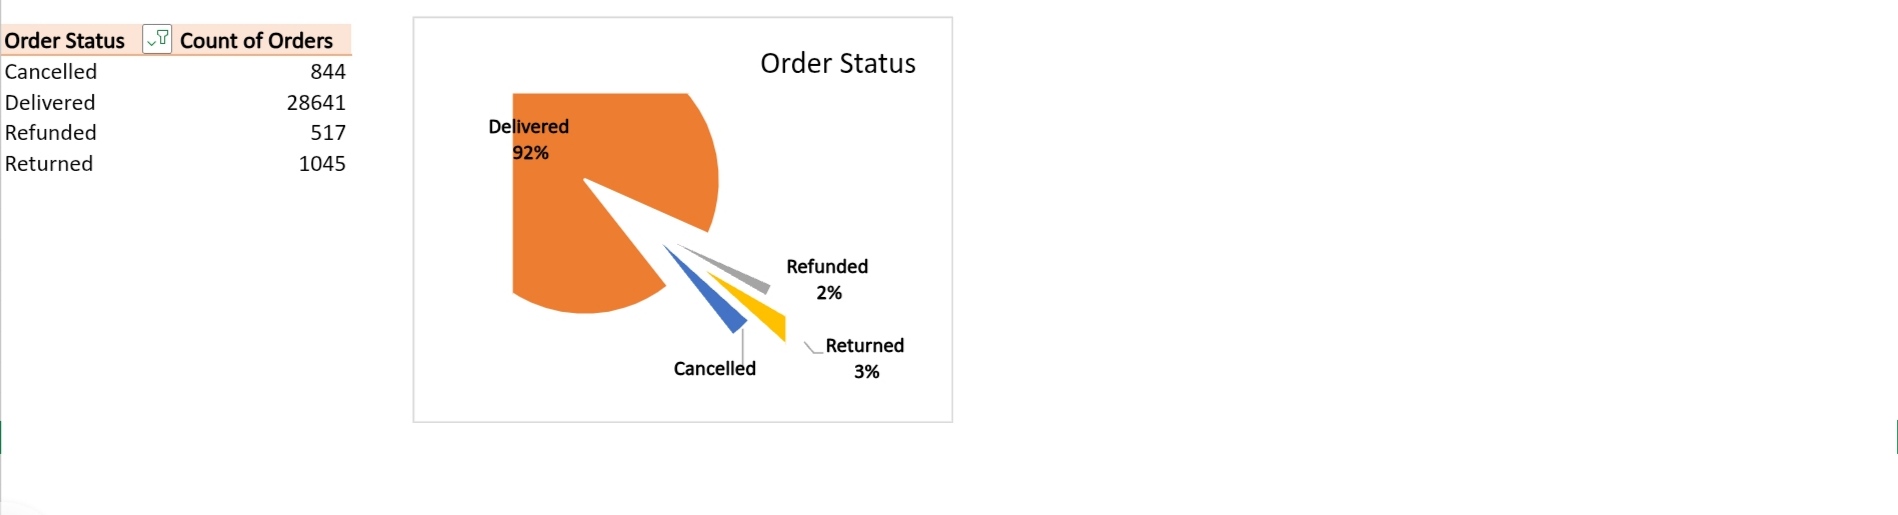 Order Status Count of Orders
Cancelled 844
Delivered 28641
Refunded 517
Returned 1045
Order Status
Delivered
92%
Refunded
2%
Returned
3%
Cancelled